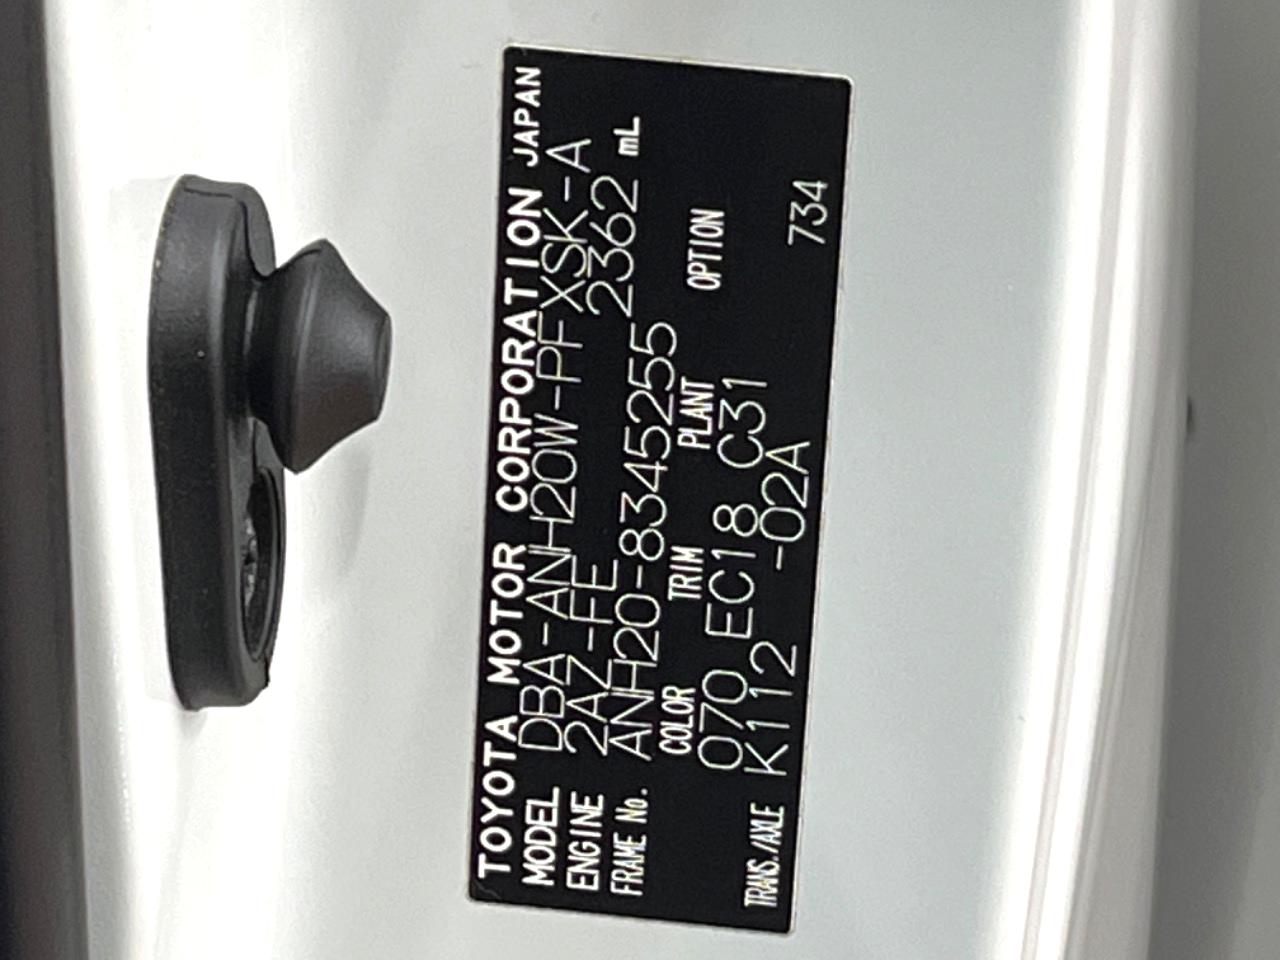 TOYOTA MOTOR CORPORATION JAPAN
MODEL DBA-ANH20W-PFXSK-A
ENGINE 2AZ-FE 2362 mL
FRAME No. ANH20-8345255
COLOR TRIM PLANT OPTION
070 EC18 C31
TRANS./AXLE K112 -02A 734